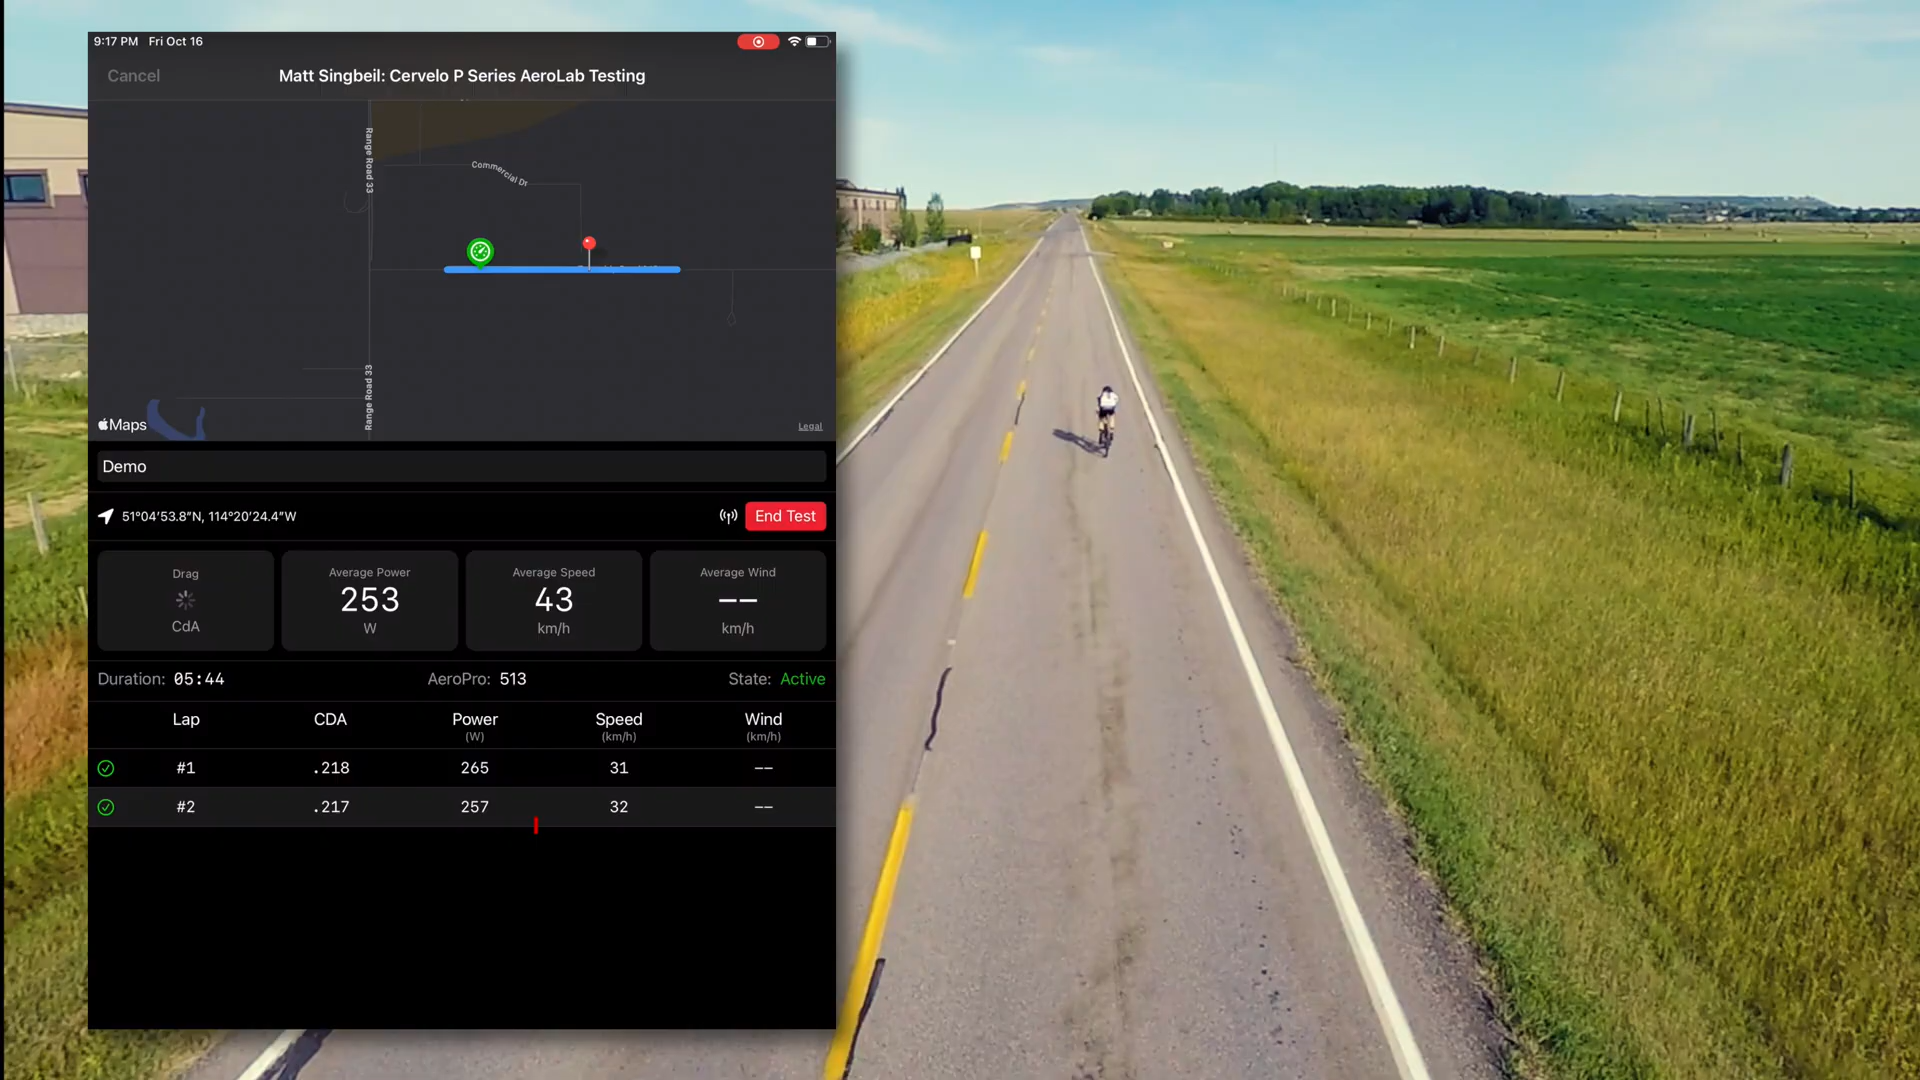 9:17 PM Fri Oct 16
Cancel
Matt Singbeil: Cervelo P Series AeroLab Testing
Range Road 33
Commercial Dr
Range Road 33
Maps
Legal
Demo
51°04'53.8"N, 114°20'24.4"W
End Test
Drag
CdA
Average Power
253
W
Average Speed
43
km/h
Average Wind
––
km/h
Duration: 05:44
AeroPro: 513
State: Active
Lap CDA Power (W) Speed (km/h) Wind (km/h)
#1 .218 265 31 ––
#2 .217 257 32 ––